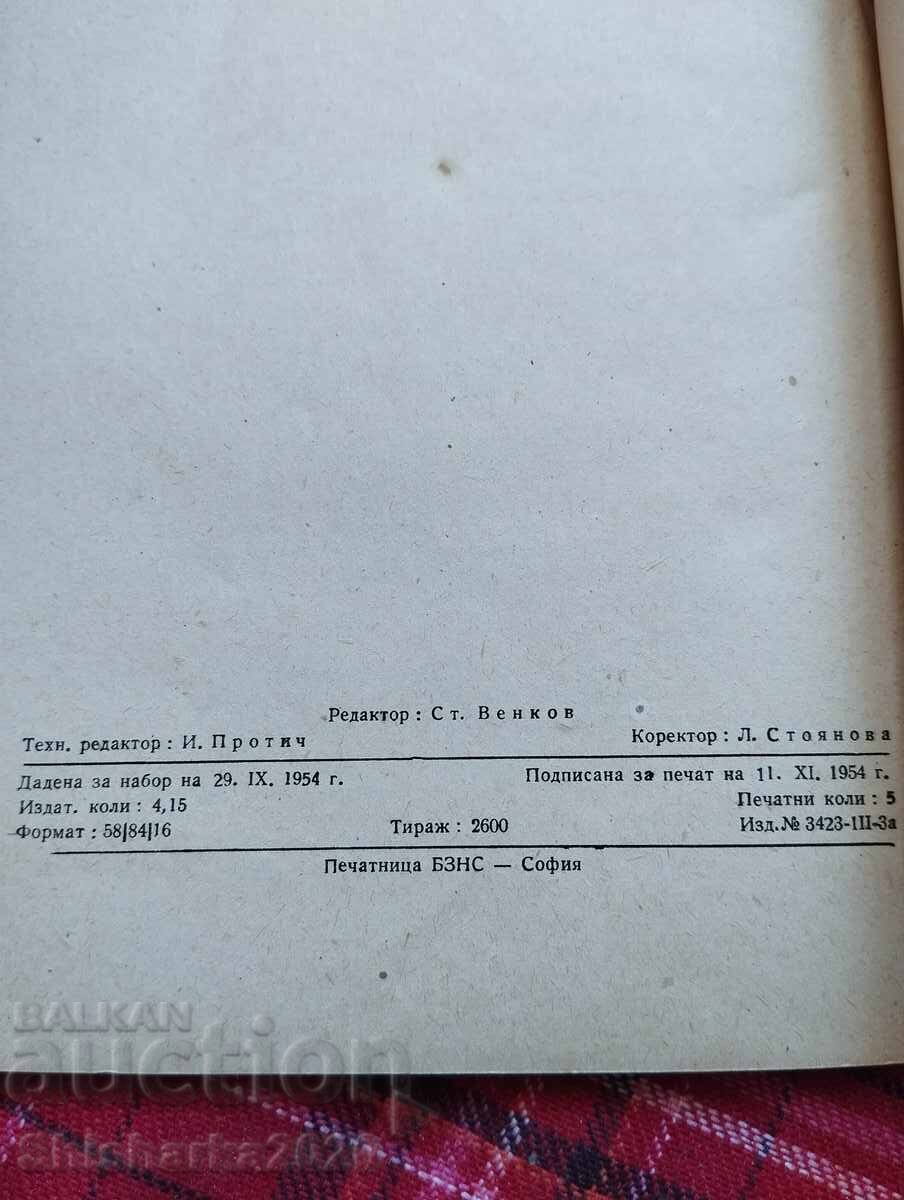 Редактор : Ст. Венков
Техн. редактор : И. Протич Коректор : Л. Стоянова
Дадена за набор на 29. IX. 1954 г. Подписана за печат на 11. XI. 1954 г.
Издат. коли : 4,15 Печатни коли : 5
Формат : 58|84|16 Тираж : 2600 Изд. № 3423-III-3а
Печатница БЗНС — София
BALKAN
auction
Shisharka2020